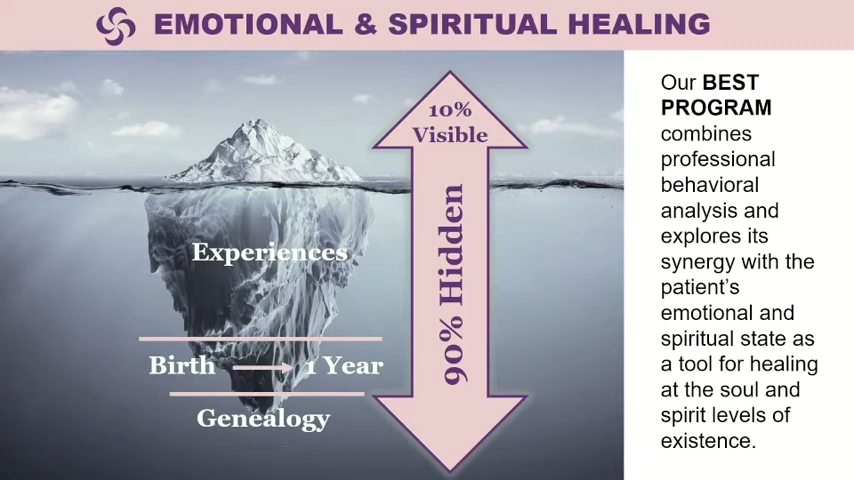 EMOTIONAL & SPIRITUAL HEALING
10%
Visible
90% Hidden
Experiences
Birth 1 Year
Genealogy
Our BEST
PROGRAM
combines
professional
behavioral
analysis and
explores its
synergy with the
patient's
emotional and
spiritual state as
a tool for healing
at the soul and
spirit levels of
existence.